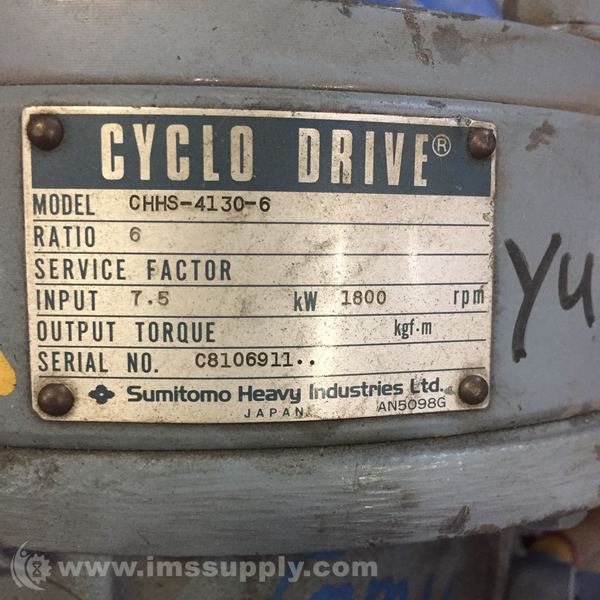 CYCLO DRIVE®
MODEL CHHS-4130-6
RATIO 6
SERVICE FACTOR
INPUT 7.5 kW 1800 rpm
OUTPUT TORQUE kgf·m
SERIAL NO. C8106911..
Sumitomo Heavy Industries Ltd.
JAPAN AN5098G
Yu
www.imssupply.com